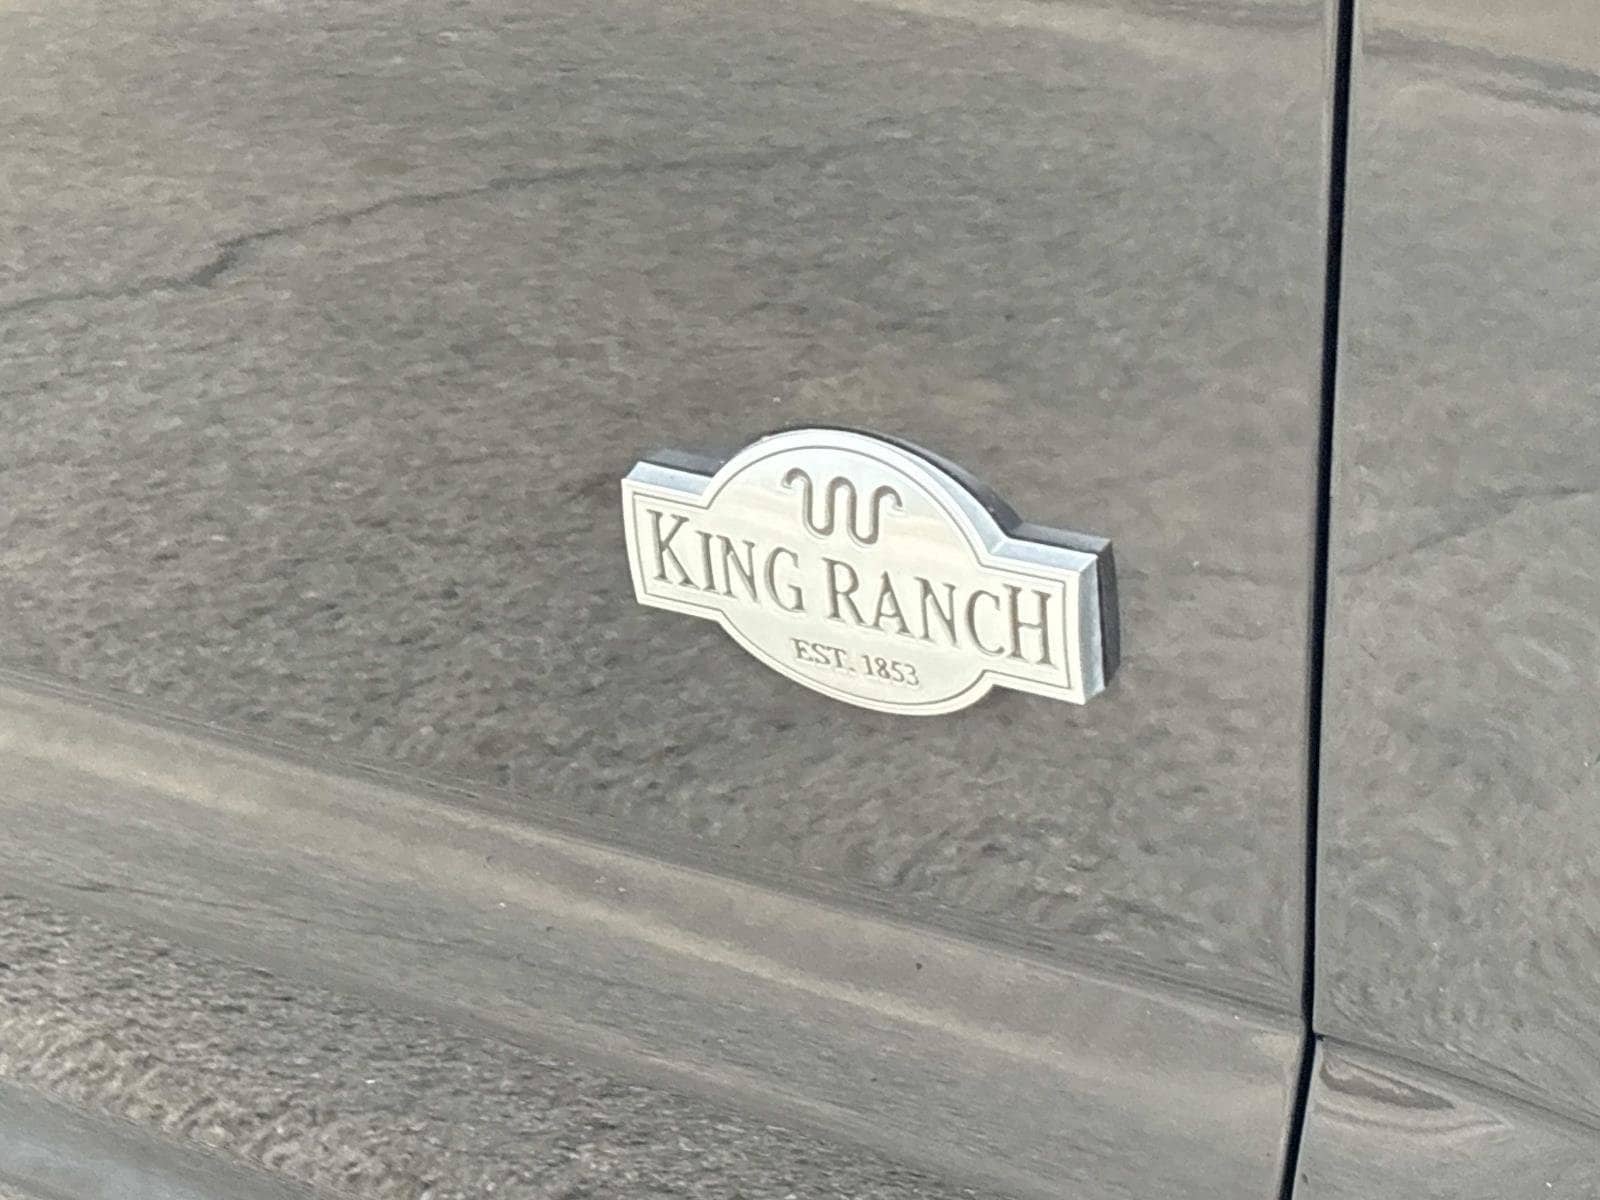 KING RANCH
EST. 1853